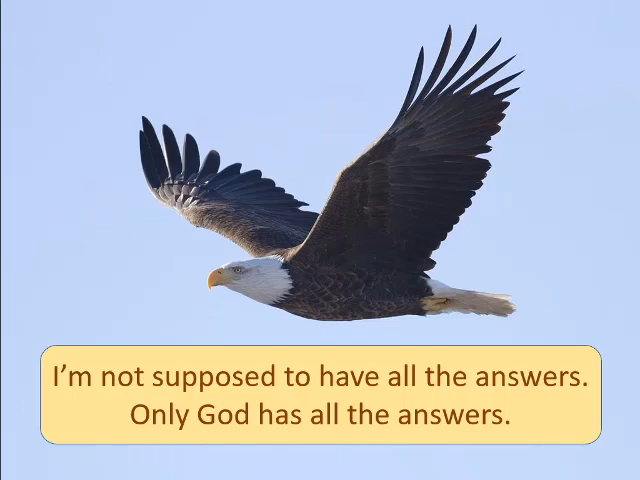 I’m not supposed to have all the answers.
Only God has all the answers.